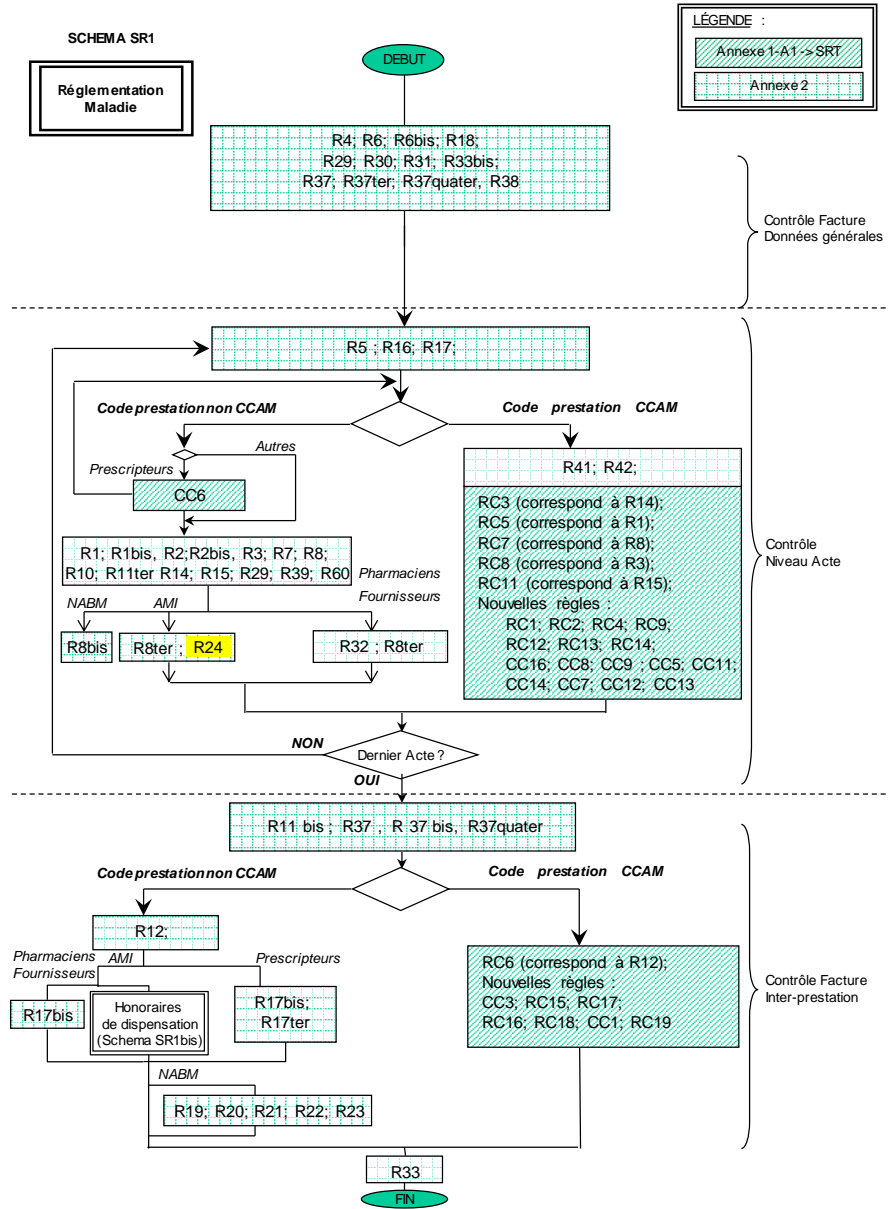 SCHEMA SR1
Réglementation
Maladie
DEBUT
LÉGENDE :
Annexe 1-A1 -> SRT
Annexe 2
R4; R6; R6bis; R18;
R29; R30; R31; R33bis;
R37; R37ter; R37quater, R38
Contrôle Facture
Données générales
R5 ; R16; R17;
Code prestation non CCAM
Code prestation CCAM
Autres
Prescripteurs
CC6
R1; R1bis, R2;R2bis, R3; R7; R8;
R10; R11ter R14; R15; R29; R39; R60
Pharmaciens
Fournisseurs
NABM
AMI
R8bis
R8ter ; R24
R32 ; R8ter
R41; R42;
RC3 (correspond à R14);
RC5 (correspond à R1);
RC7 (correspond à R8);
RC8 (correspond à R3);
RC11 (correspond à R15);
Nouvelles règles :
RC1; RC2; RC4; RC9;
RC12; RC13; RC14;
CC16; CC8; CC9 ; CC5; CC11;
CC14; CC7; CC12; CC13
Contrôle
Niveau Acte
NON
Dernier Acte ?
OUI
R11 bis ; R37 , R 37 bis, R37quater
Code prestation non CCAM
Code prestation CCAM
R12;
Pharmaciens
Fournisseurs
AMI
Prescripteurs
R17bis
Honoraires
de dispensation
(Schema SR1bis)
R17bis;
R17ter
NABM
R19; R20; R21; R22; R23
RC6 (correspond à R12);
Nouvelles règles :
CC3; RC15; RC17;
RC16; RC18; CC1; RC19
Contrôle Facture
Inter-prestation
R33
FIN